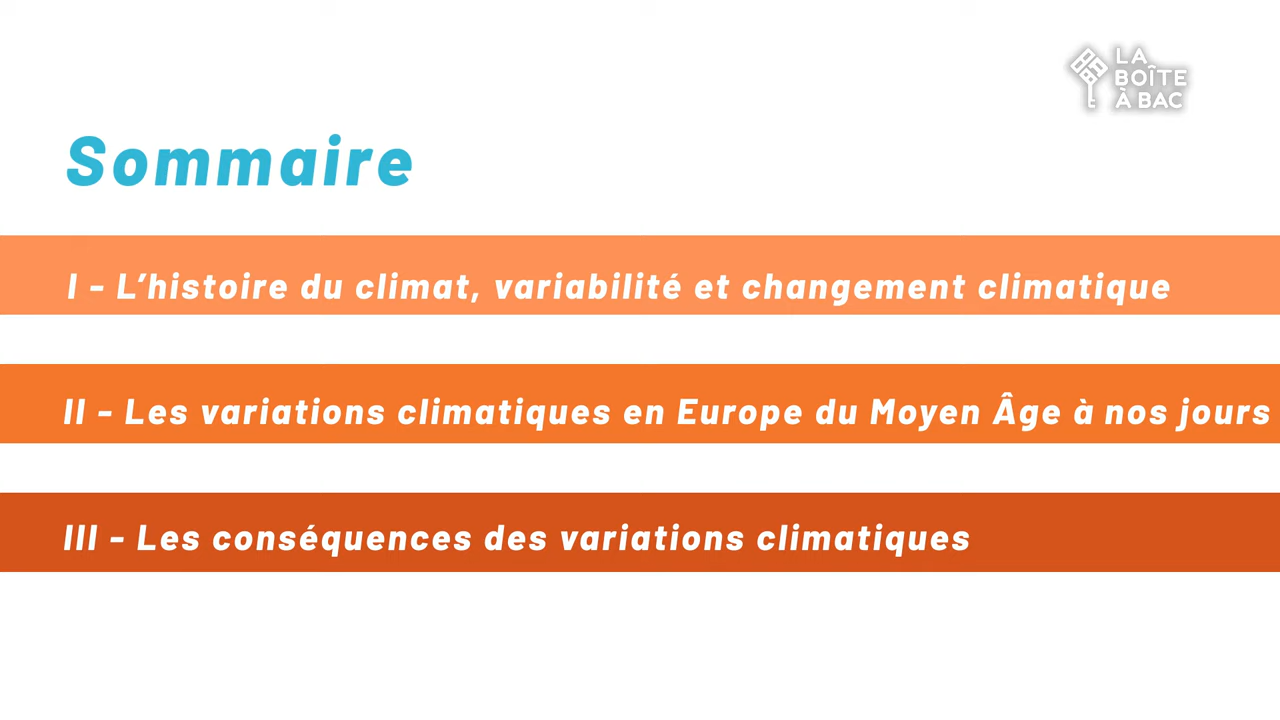 LA
BOÎTE
À BAC
Sommaire
I - L’histoire du climat, variabilité et changement climatique
II - Les variations climatiques en Europe du Moyen Âge à nos jours
III - Les conséquences des variations climatiques